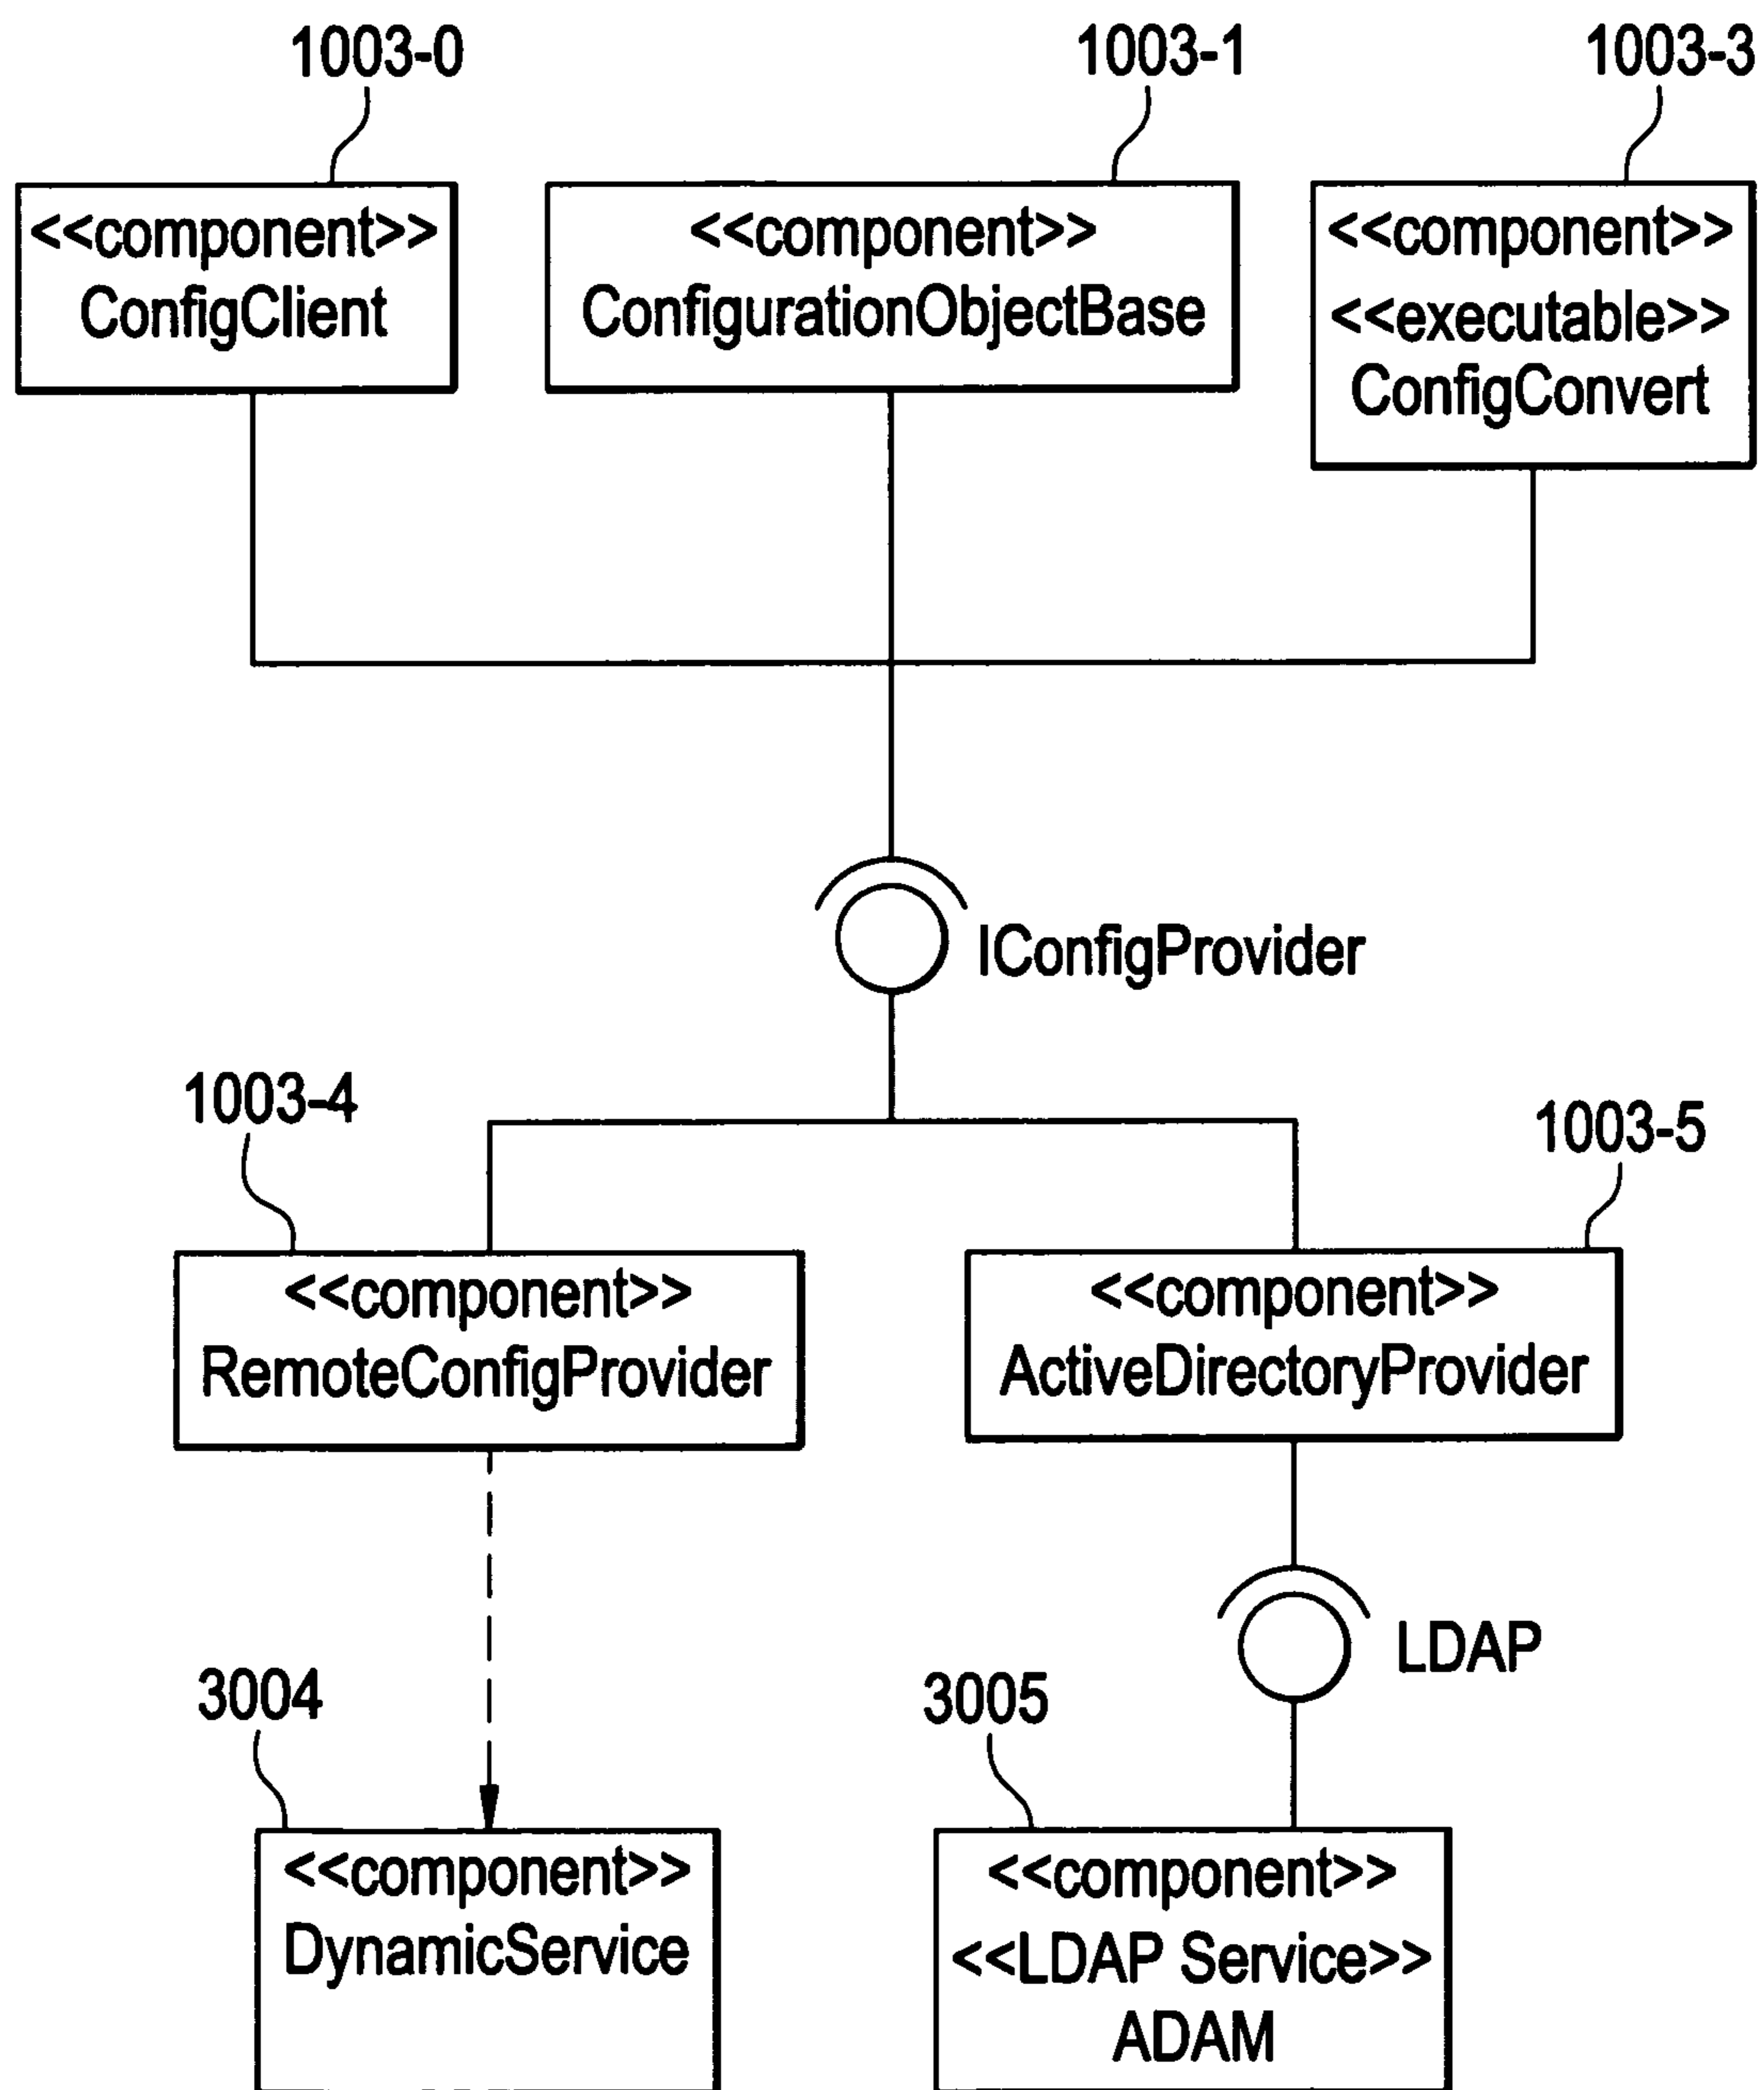 1003-0
1003-1
1003-3
<<component>>
ConfigClient
<<component>>
ConfigurationObjectBase
<<component>>
<<executable>>
ConfigConvert
IConfigProvider
1003-4
1003-5
<<component>>
RemoteConfigProvider
<<component>>
ActiveDirectoryProvider
LDAP
3004
3005
<<component>>
DynamicService
<<component>>
<<LDAP Service>>
ADAM